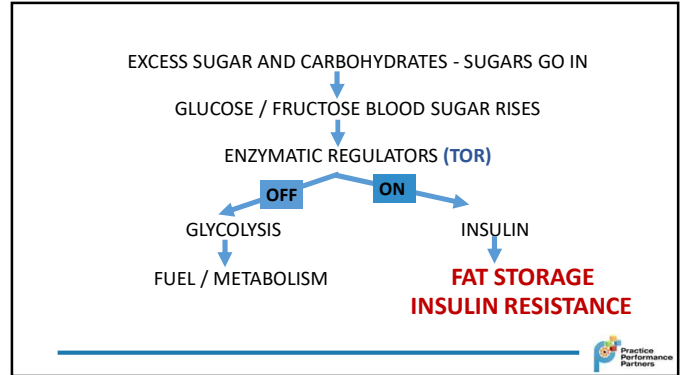 EXCESS SUGAR AND CARBOHYDRATES - SUGARS GO IN
GLUCOSE / FRUCTOSE BLOOD SUGAR RISES
ENZYMATIC REGULATORS (TOR)
OFF ON
GLYCOLYSIS INSULIN
FUEL / METABOLISM FAT STORAGE
INSULIN RESISTANCE
Practice
Performance
Partners